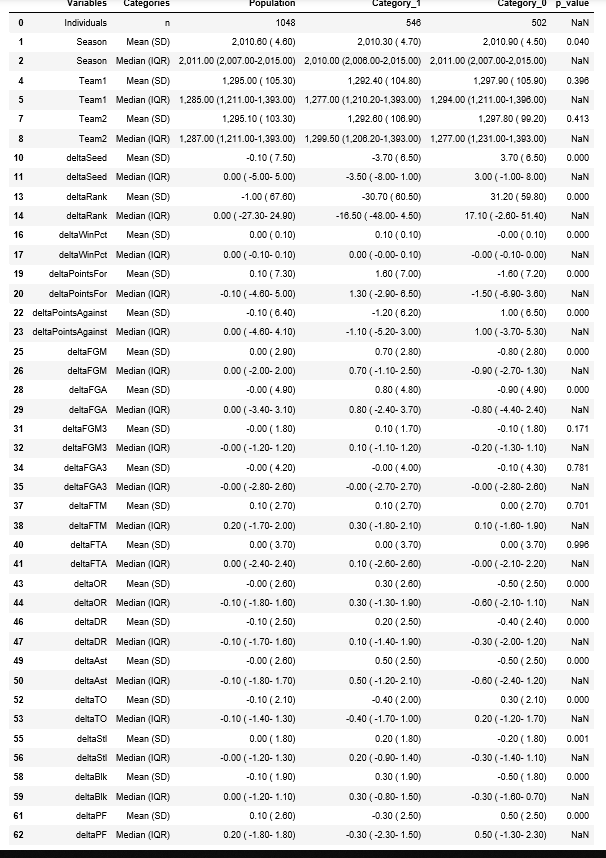 Variables Categories Population Category_1 Category_0 p_value
0 Individuals n 1048 546 502 NaN
1 Season Mean (SD) 2,010.60 ( 4.60) 2,010.30 ( 4.70) 2,010.90 ( 4.50) 0.040
2 Season Median (IQR) 2,011.00 (2,007.00-2,015.00) 2,010.00 (2,006.00-2,015.00) 2,011.00 (2,007.00-2,015.00) NaN
4 Team1 Mean (SD) 1,295.00 ( 105.30) 1,292.40 ( 104.80) 1,297.90 ( 105.90) 0.396
5 Team1 Median (IQR) 1,285.00 (1,211.00-1,393.00) 1,277.00 (1,210.20-1,393.00) 1,294.00 (1,211.00-1,396.00) NaN
7 Team2 Mean (SD) 1,295.10 ( 103.30) 1,292.60 ( 106.90) 1,297.80 ( 99.20) 0.413
8 Team2 Median (IQR) 1,287.00 (1,211.00-1,393.00) 1,299.50 (1,206.20-1,393.00) 1,277.00 (1,231.00-1,393.00) NaN
10 deltaSeed Mean (SD) -0.10 ( 7.50) -3.70 ( 6.50) 3.70 ( 6.50) 0.000
11 deltaSeed Median (IQR) 0.00 ( -5.00- 5.00) -3.50 ( -8.00- 1.00) 3.00 ( -1.00- 8.00) NaN
13 deltaRank Mean (SD) -1.00 ( 67.60) -30.70 ( 60.50) 31.20 ( 59.80) 0.000
14 deltaRank Median (IQR) 0.00 ( -27.30- 24.90) -16.50 ( -48.00- 4.50) 17.10 ( -2.60- 51.40) NaN
16 deltaWinPct Mean (SD) 0.00 ( 0.10) 0.10 ( 0.10) -0.00 ( 0.10) 0.000
17 deltaWinPct Median (IQR) 0.00 ( -0.10- 0.10) 0.00 ( -0.00- 0.10) -0.00 ( -0.10- 0.00) NaN
19 deltaPointsFor Mean (SD) 0.10 ( 7.30) 1.60 ( 7.00) -1.60 ( 7.20) 0.000
20 deltaPointsFor Median (IQR) -0.10 ( -4.60- 5.00) 1.30 ( -2.90- 6.50) -1.50 ( -6.90- 3.60) NaN
22 deltaPointsAgainst Mean (SD) -0.10 ( 6.40) -1.20 ( 6.20) 1.00 ( 6.50) 0.000
23 deltaPointsAgainst Median (IQR) 0.00 ( -4.60- 4.10) -1.10 ( -5.20- 3.00) 1.00 ( -3.70- 5.30) NaN
25 deltaFGM Mean (SD) 0.00 ( 2.90) 0.70 ( 2.80) -0.80 ( 2.80) 0.000
26 deltaFGM Median (IQR) 0.00 ( -2.00- 2.00) 0.70 ( -1.10- 2.50) -0.90 ( -2.70- 1.30) NaN
28 deltaFGA Mean (SD) -0.00 ( 4.90) 0.80 ( 4.80) -0.90 ( 4.90) 0.000
29 deltaFGA Median (IQR) 0.00 ( -3.40- 3.10) 0.80 ( -2.40- 3.70) -0.80 ( -4.40- 2.40) NaN
31 deltaFGM3 Mean (SD) -0.00 ( 1.80) 0.10 ( 1.70) -0.10 ( 1.80) 0.171
32 deltaFGM3 Median (IQR) -0.00 ( -1.20- 1.20) 0.10 ( -1.10- 1.20) -0.20 ( -1.30- 1.10) NaN
34 deltaFGA3 Mean (SD) -0.00 ( 4.20) -0.00 ( 4.00) -0.10 ( 4.30) 0.781
35 deltaFGA3 Median (IQR) -0.00 ( -2.80- 2.60) -0.00 ( -2.70- 2.70) -0.00 ( -2.80- 2.60) NaN
37 deltaFTM Mean (SD) 0.10 ( 2.70) 0.10 ( 2.70) 0.00 ( 2.70) 0.701
38 deltaFTM Median (IQR) 0.20 ( -1.70- 2.00) 0.30 ( -1.80- 2.10) 0.10 ( -1.60- 1.90) NaN
40 deltaFTA Mean (SD) 0.00 ( 3.70) 0.00 ( 3.70) 0.00 ( 3.70) 0.996
41 deltaFTA Median (IQR) 0.00 ( -2.40- 2.40) 0.10 ( -2.60- 2.60) -0.00 ( -2.10- 2.20) NaN
43 deltaOR Mean (SD) -0.00 ( 2.60) 0.30 ( 2.60) -0.50 ( 2.50) 0.000
44 deltaOR Median (IQR) -0.10 ( -1.80- 1.60) 0.30 ( -1.30- 1.90) -0.60 ( -2.10- 1.10) NaN
46 deltaDR Mean (SD) -0.10 ( 2.50) 0.20 ( 2.50) -0.40 ( 2.40) 0.000
47 deltaDR Median (IQR) -0.10 ( -1.70- 1.60) 0.10 ( -1.40- 1.90) -0.30 ( -2.00- 1.20) NaN
49 deltaAst Mean (SD) -0.00 ( 2.60) 0.50 ( 2.50) -0.50 ( 2.50) 0.000
50 deltaAst Median (IQR) -0.10 ( -1.80- 1.70) 0.50 ( -1.20- 2.10) -0.60 ( -2.40- 1.20) NaN
52 deltaTO Mean (SD) -0.10 ( 2.10) -0.40 ( 2.00) 0.30 ( 2.10) 0.000
53 deltaTO Median (IQR) -0.10 ( -1.40- 1.30) -0.40 ( -1.70- 1.00) 0.20 ( -1.20- 1.70) NaN
55 deltaStl Mean (SD) 0.00 ( 1.80) 0.20 ( 1.80) -0.20 ( 1.80) 0.001
56 deltaStl Median (IQR) -0.00 ( -1.20- 1.30) 0.20 ( -0.90- 1.40) -0.30 ( -1.40- 1.10) NaN
58 deltaBlk Mean (SD) -0.10 ( 1.90) 0.30 ( 1.90) -0.50 ( 1.80) 0.000
59 deltaBlk Median (IQR) 0.00 ( -1.20- 1.10) 0.30 ( -0.80- 1.50) -0.30 ( -1.60- 0.70) NaN
61 deltaPF Mean (SD) 0.10 ( 2.60) -0.30 ( 2.50) 0.50 ( 2.50) 0.000
62 deltaPF Median (IQR) 0.20 ( -1.80- 1.80) -0.30 ( -2.30- 1.50) 0.50 ( -1.30- 2.30) NaN